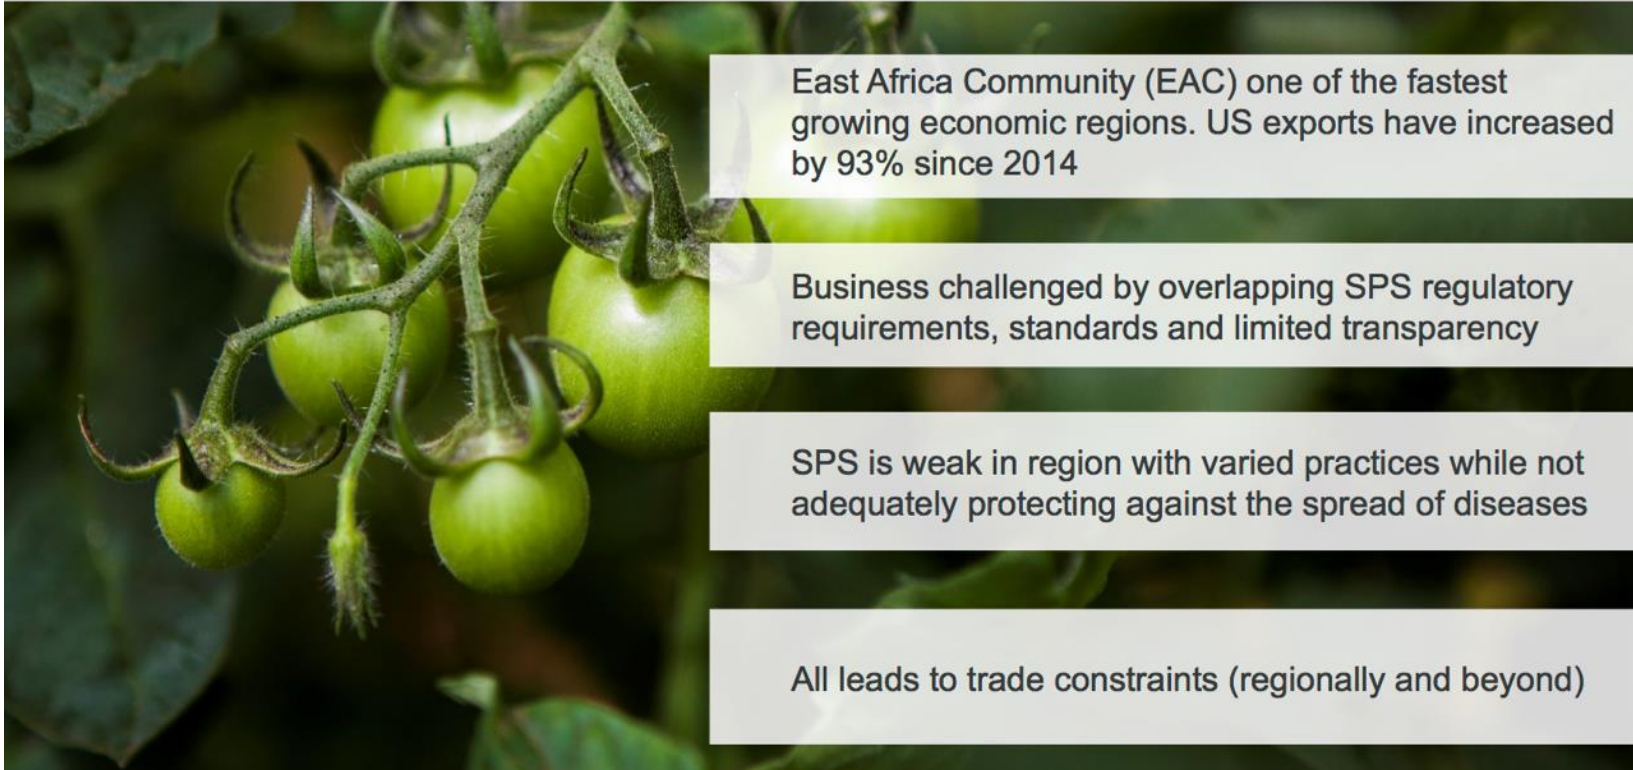 East Africa Community (EAC) one of the fastest
growing economic regions. US exports have increased
by 93% since 2014
Business challenged by overlapping SPS regulatory
requirements, standards and limited transparency
SPS is weak in region with varied practices while not
adequately protecting against the spread of diseases
All leads to trade constraints (regionally and beyond)